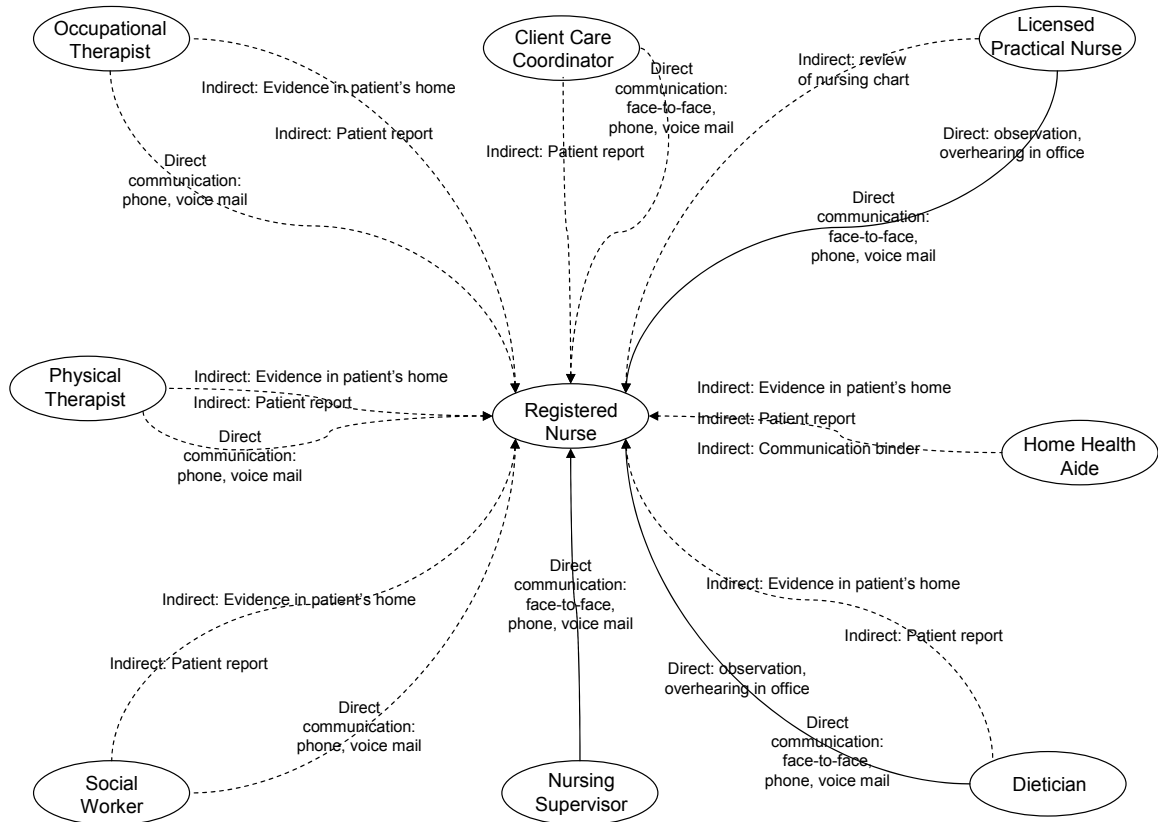 Occupational
Therapist
Client Care
Coordinator
Licensed
Practical Nurse
Indirect: Evidence in patient’s home
Indirect: Patient report
Direct
communication:
phone, voice mail
Direct
communication:
face-to-face,
phone, voice mail
Indirect: Patient report
Indirect: review
of nursing chart
Direct: observation,
overhearing in office
Direct
communication:
face-to-face,
phone, voice mail
Physical
Therapist
Indirect: Evidence in patient’s home
Indirect: Patient report
Direct
communication:
phone, voice mail
Registered
Nurse
Indirect: Evidence in patient’s home
Indirect: Patient report
Indirect: Communication binder
Home Health
Aide
Indirect: Evidence in patient’s home
Indirect: Patient report
Direct
communication:
phone, voice mail
Direct
communication:
face-to-face,
phone, voice mail
Indirect: Evidence in patient’s home
Indirect: Patient report
Direct: observation,
overhearing in office
Direct
communication:
face-to-face,
phone, voice mail
Social
Worker
Nursing
Supervisor
Dietician